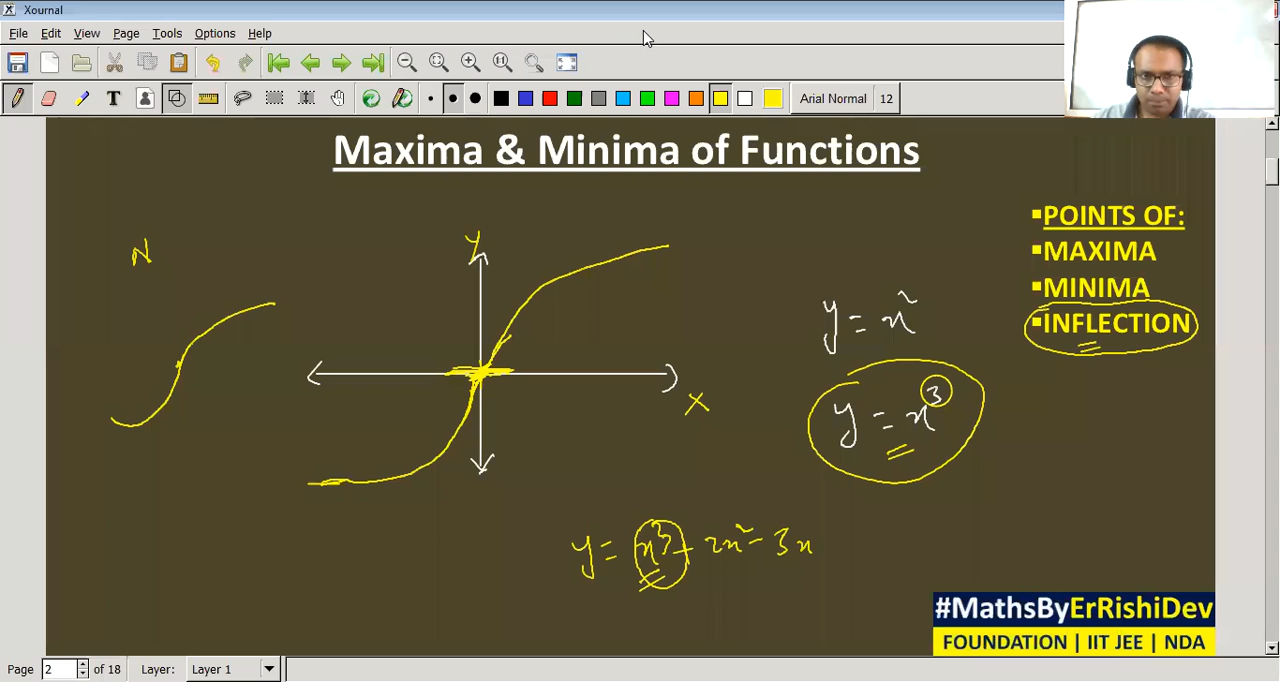 Xournal
File Edit View Page Tools Options Help
Arial Normal 12
Maxima & Minima of Functions
▪POINTS OF:
▪MAXIMA
▪MINIMA
▪INFLECTION
N
y
X
y = x²
y = x³
y = x³ - 2x² - 3x
#MathsByErRishiDev
FOUNDATION | IIT JEE | NDA
Page 2 of 18 Layer: Layer 1